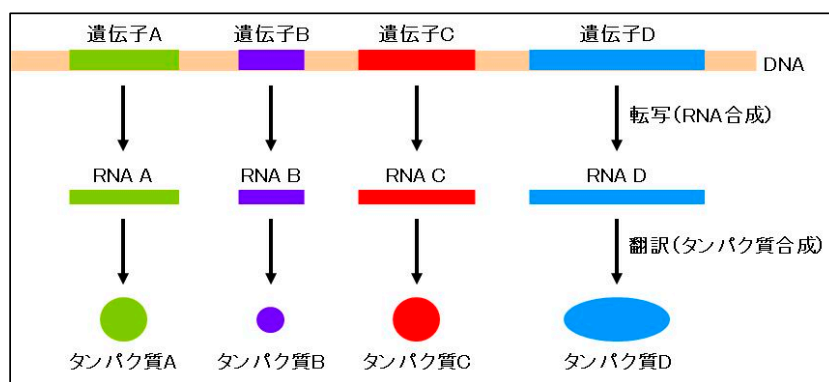 遺伝子A 遺伝子B 遺伝子C 遺伝子D
DNA
転写(RNA合成)
RNA A RNA B RNA C RNA D
翻訳(タンパク質合成)
タンパク質A タンパク質B タンパク質C タンパク質D